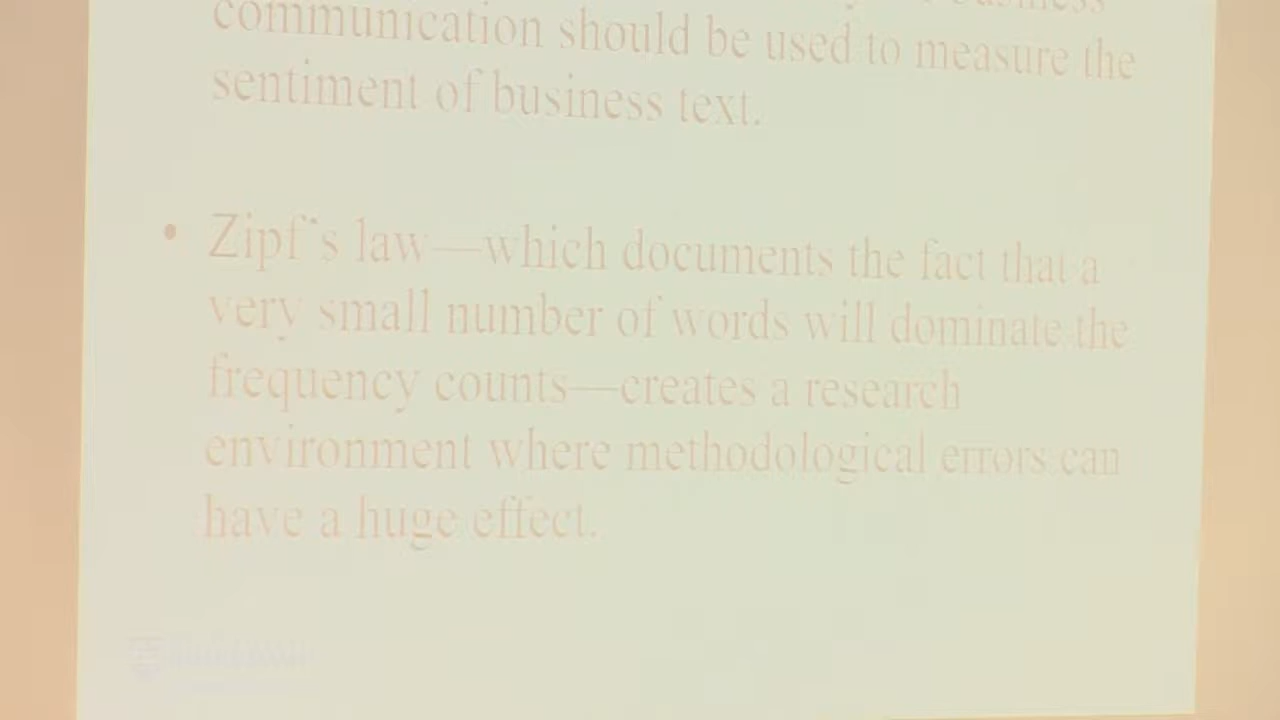 communication should be used to measure the
sentiment of business text.
• Zipf's law—which documents the fact that a
very small number of words will dominate the
frequency counts—creates a research
environment where methodological errors can
have a huge effect.